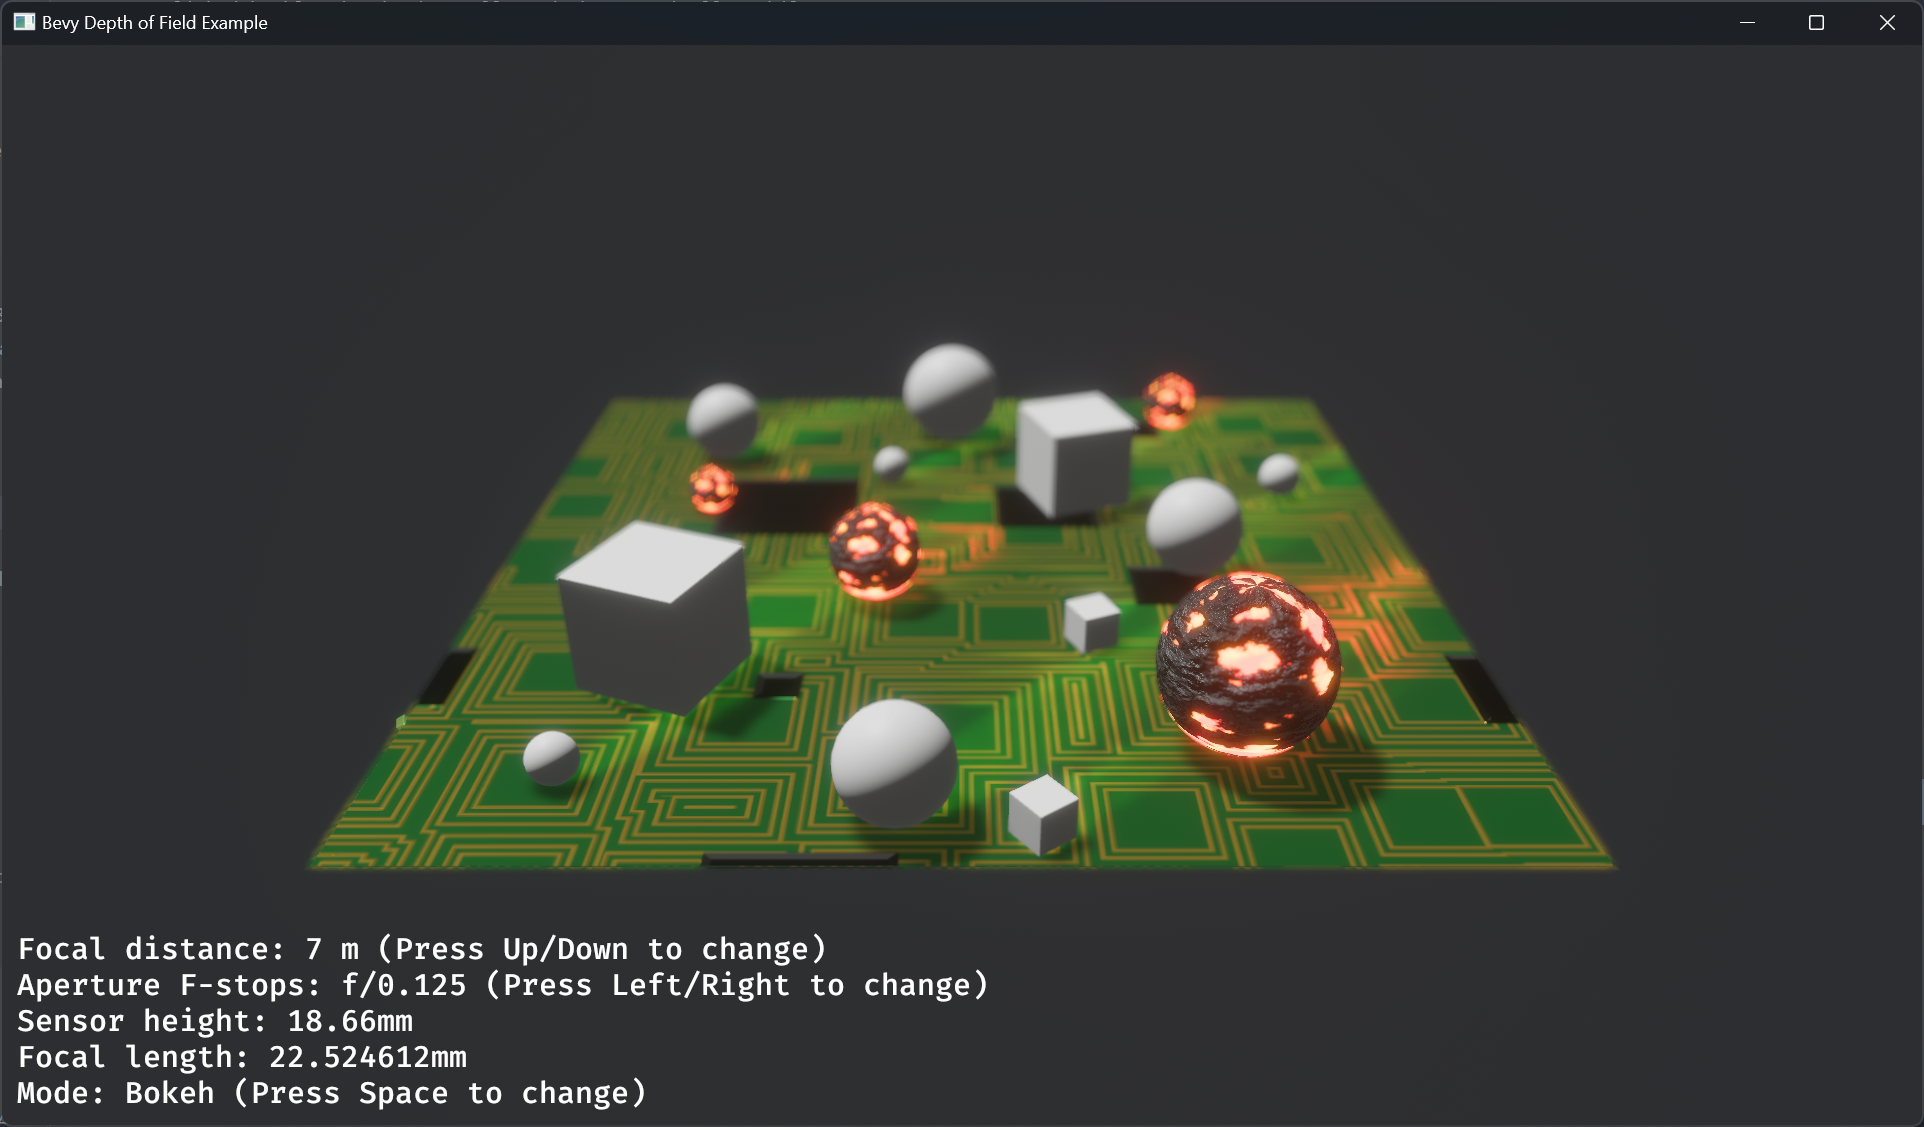 Bevy Depth of Field Example
Focal distance: 7 m (Press Up/Down to change)
Aperture F-stops: f/0.125 (Press Left/Right to change)
Sensor height: 18.66mm
Focal length: 22.524612mm
Mode: Bokeh (Press Space to change)